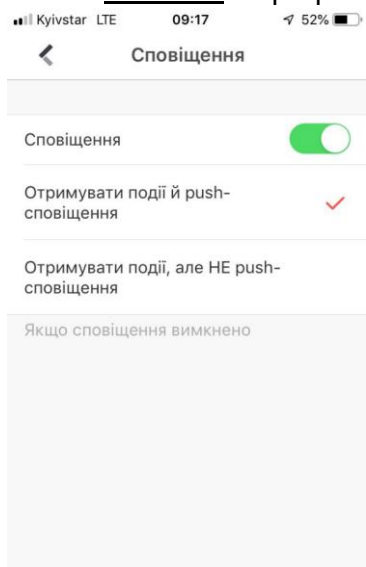 Kyivstar LTE 09:17 52%
Сповіщення
Сповіщення
Отримувати події й push-
сповіщення
Отримувати події, але НЕ push-
сповіщення
Якщо сповіщення вимкнено